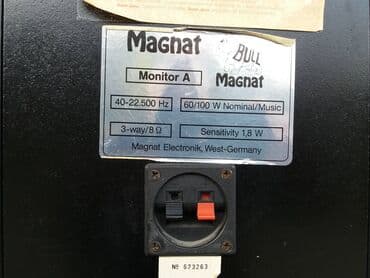 Magnat
BULL
Monitor A
Magnat
40-22.500 Hz
60/100 W Nominal/Music
3-way/8 Ω
Sensitivity 1,8 W
Magnat Electronik, West-Germany
Nº 073263